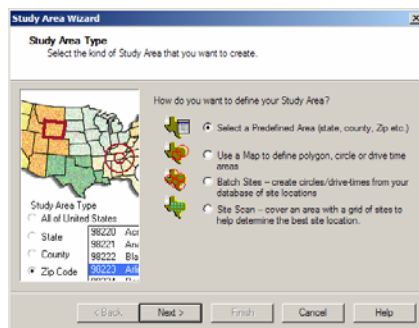 Study Area Wizard
Study Area Type
Select the kind of Study Area that you want to create.
How do you want to define your Study Area?
Select a Predefined Area (state, county, Zip etc.)
Use a Map to define polygon, circle or drive time
areas
Batch Sites – create circles/drive-times from your
database of site locations
Site Scan – cover an area with a grid of sites to
help determine the best site location.
Study Area Type
All of United States
State
County
Zip Code
98220 Acr
98221 Ana
98222 Bla
98223 Arli
< Back
Next >
Finish
Cancel
Help